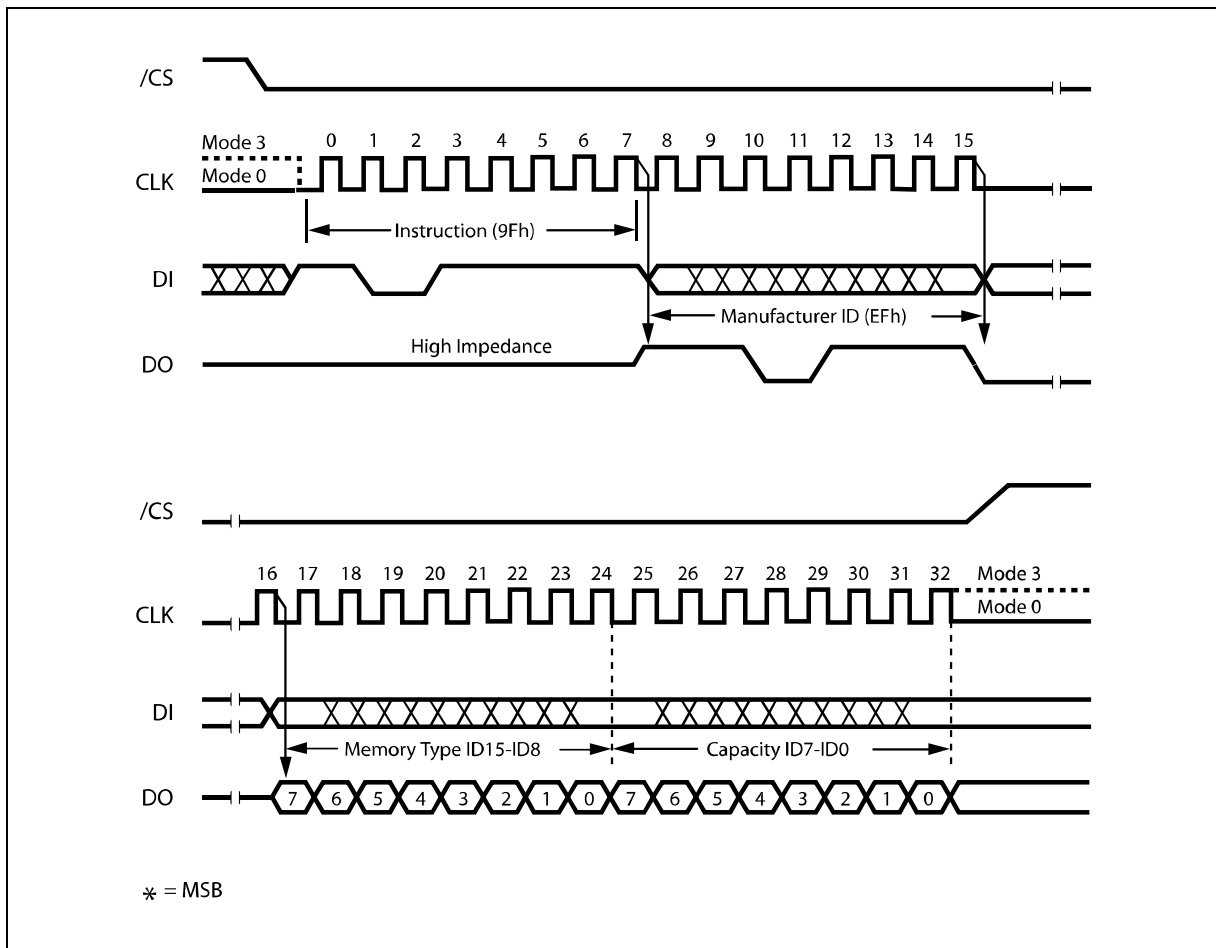 /CS
Mode 3
0 1 2 3 4 5 6 7 8 9 10 11 12 13 14 15
Mode 0
CLK
Instruction (9Fh)
DI
Manufacturer ID (EFh)
High Impedance
DO
/CS
16 17 18 19 20 21 22 23 24 25 26 27 28 29 30 31 32
Mode 3
Mode 0
CLK
DI
Memory Type ID15-ID8
Capacity ID7-ID0
DO
7 6 5 4 3 2 1 0 7 6 5 4 3 2 1 0
* = MSB